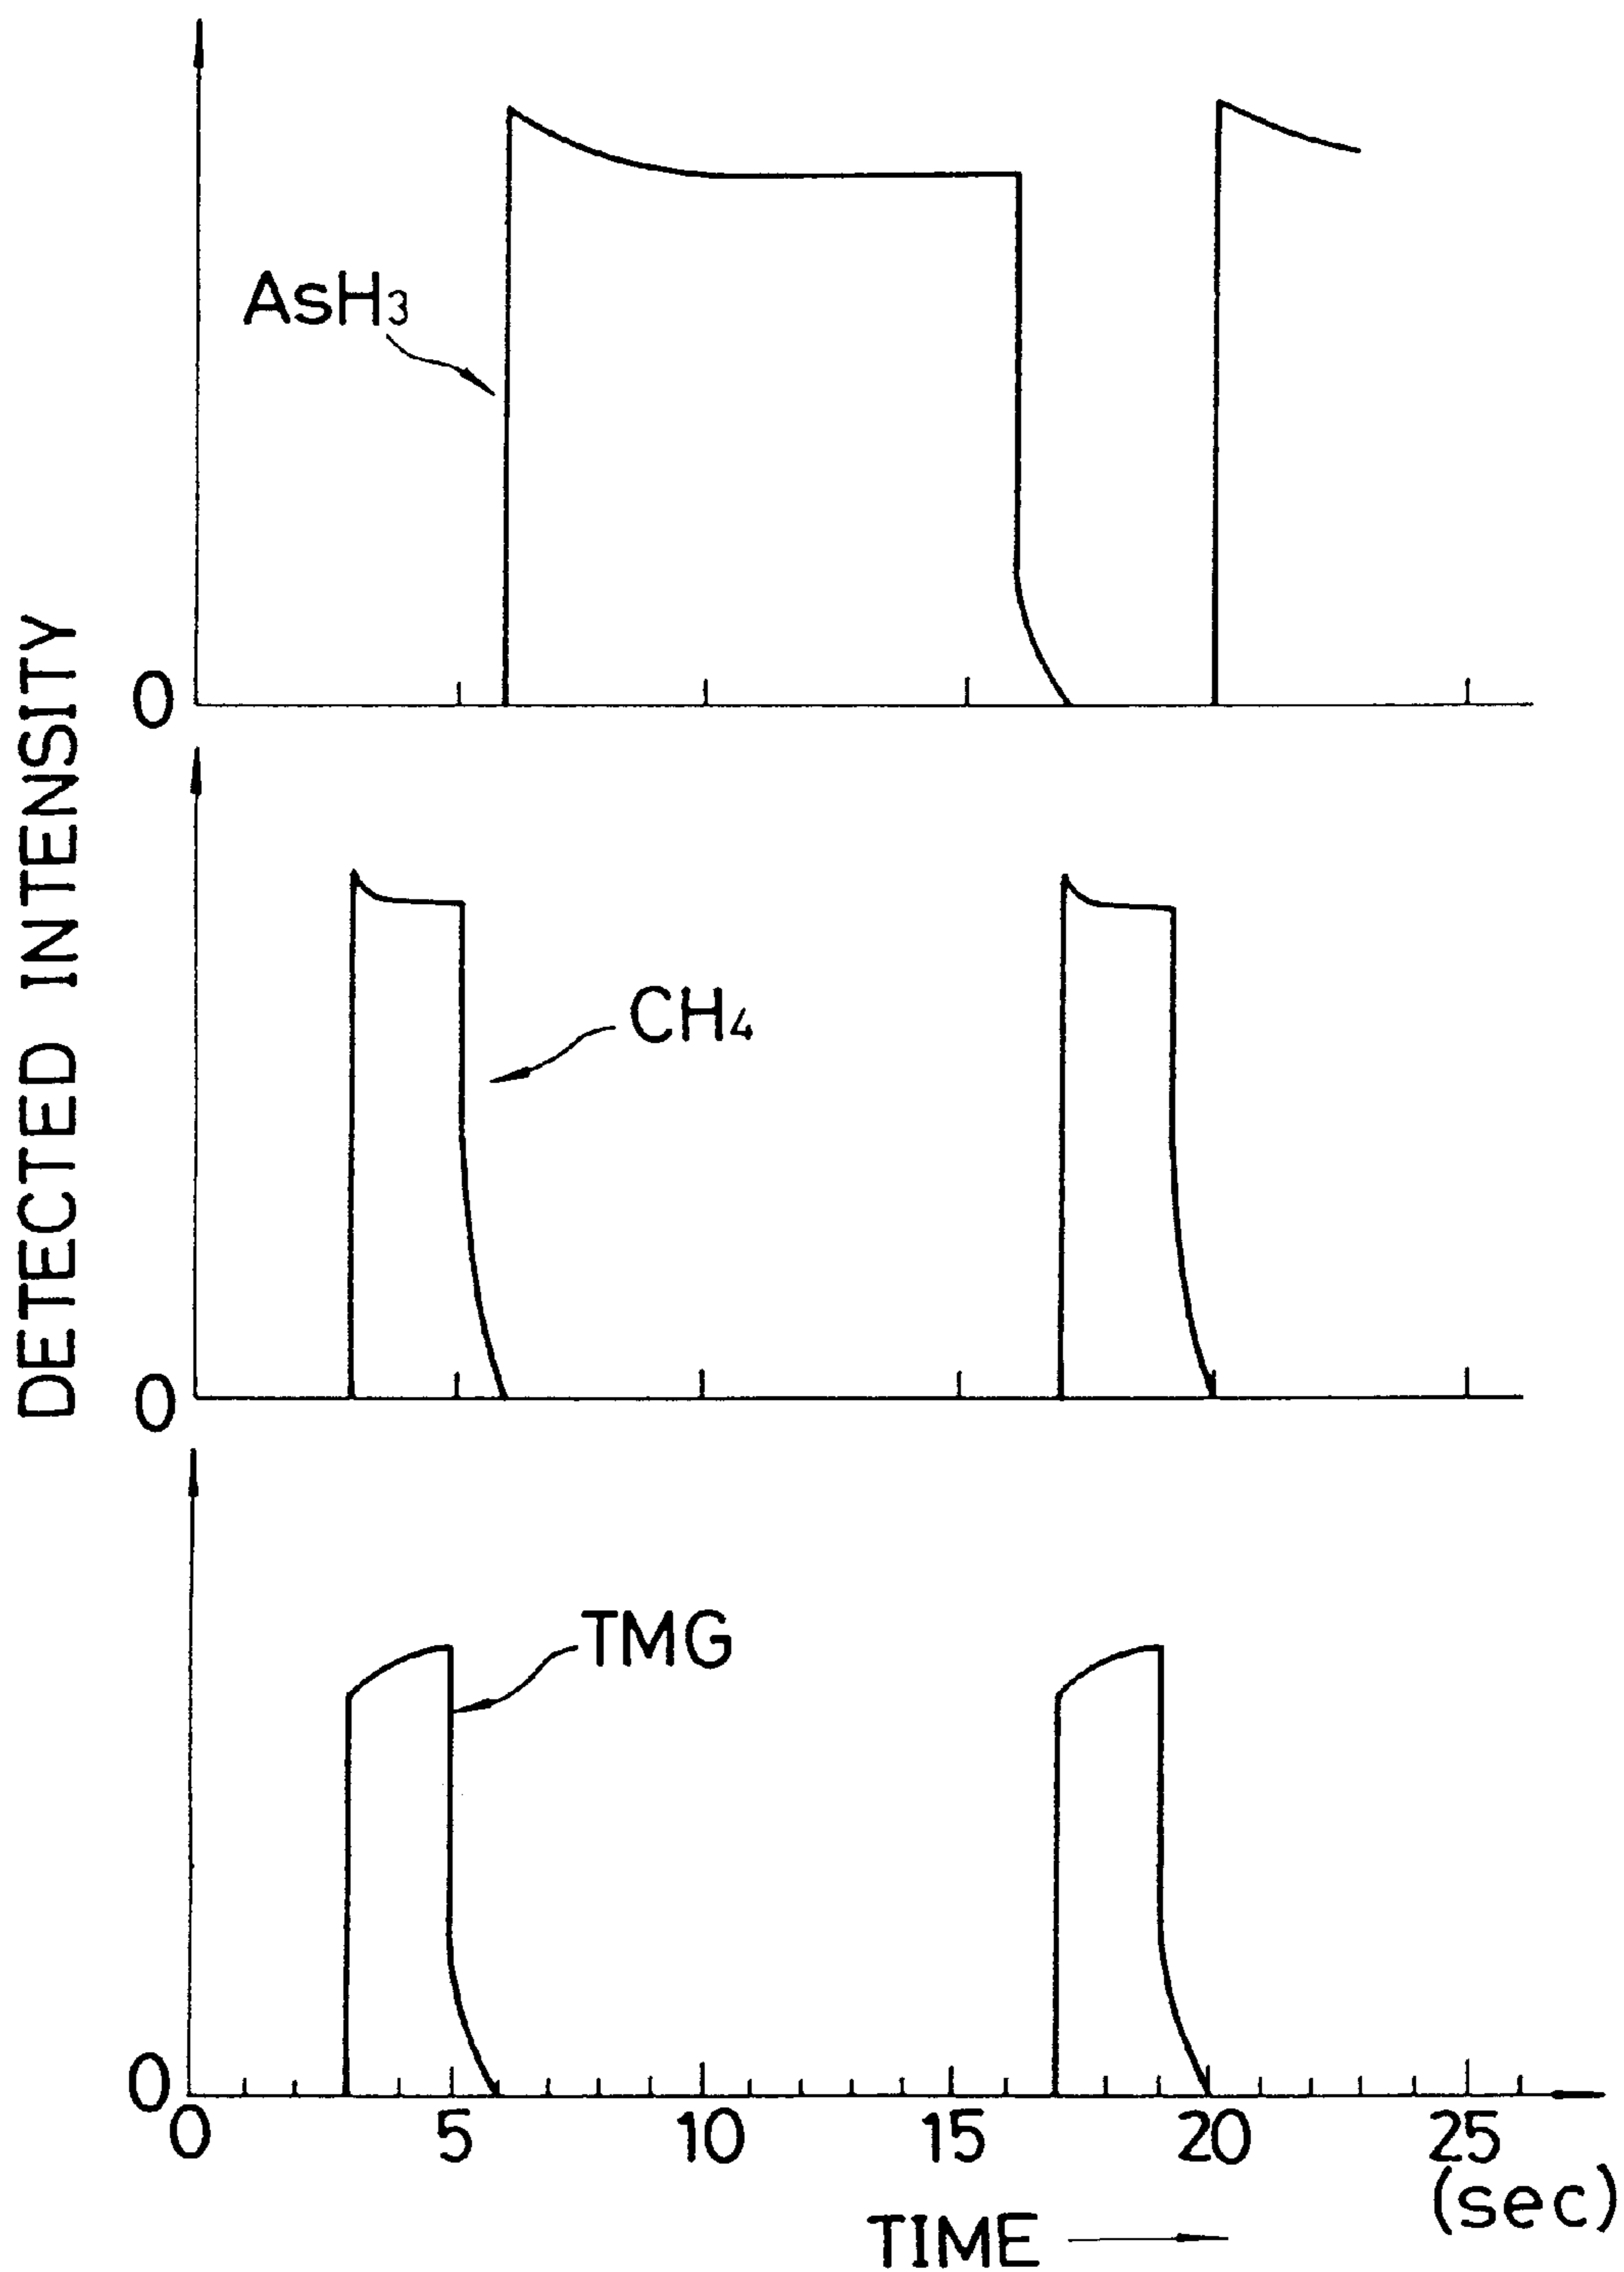 DETECTED INTENSITY
AsH₃
0
CH₄
0
TMG
0
0 5 10 15 20 25
(sec)
TIME